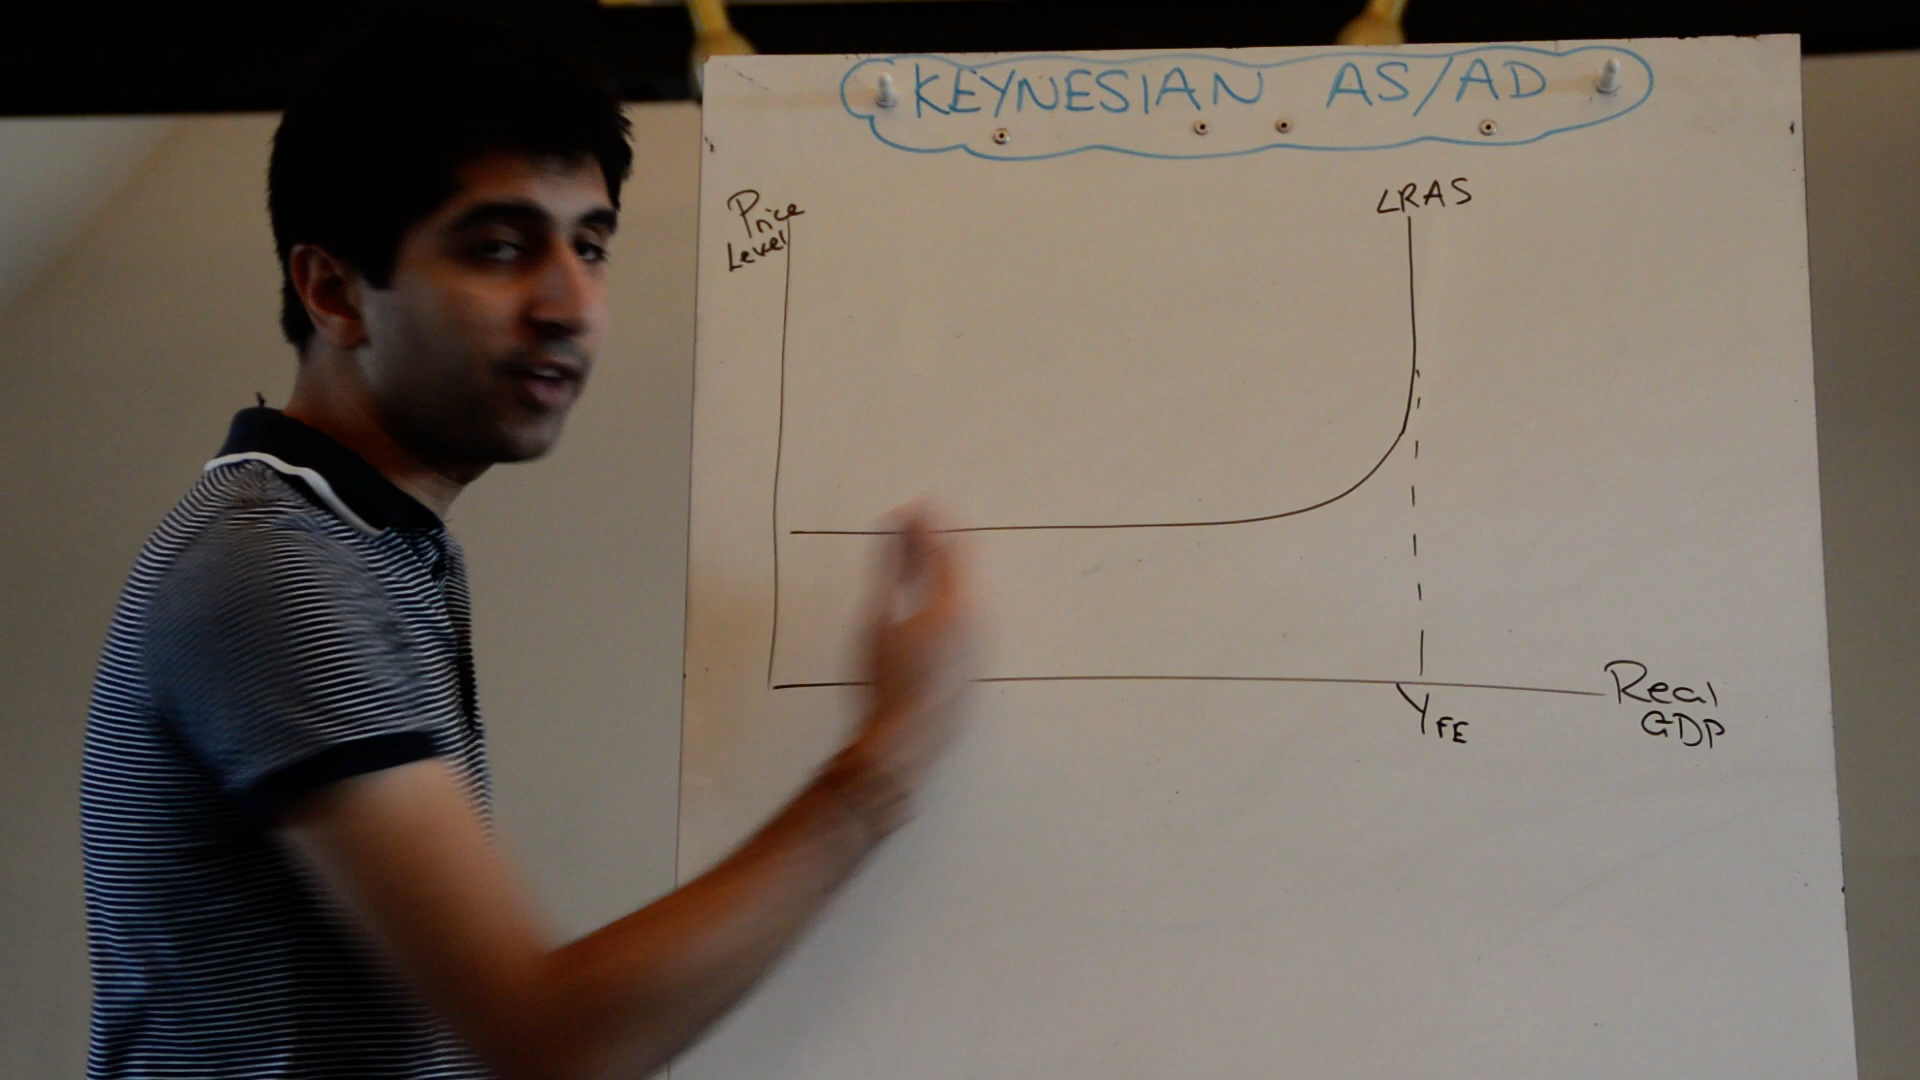 KEYNESIAN AS/AD
Price
Level
LRAS
YFE
Real
GDP